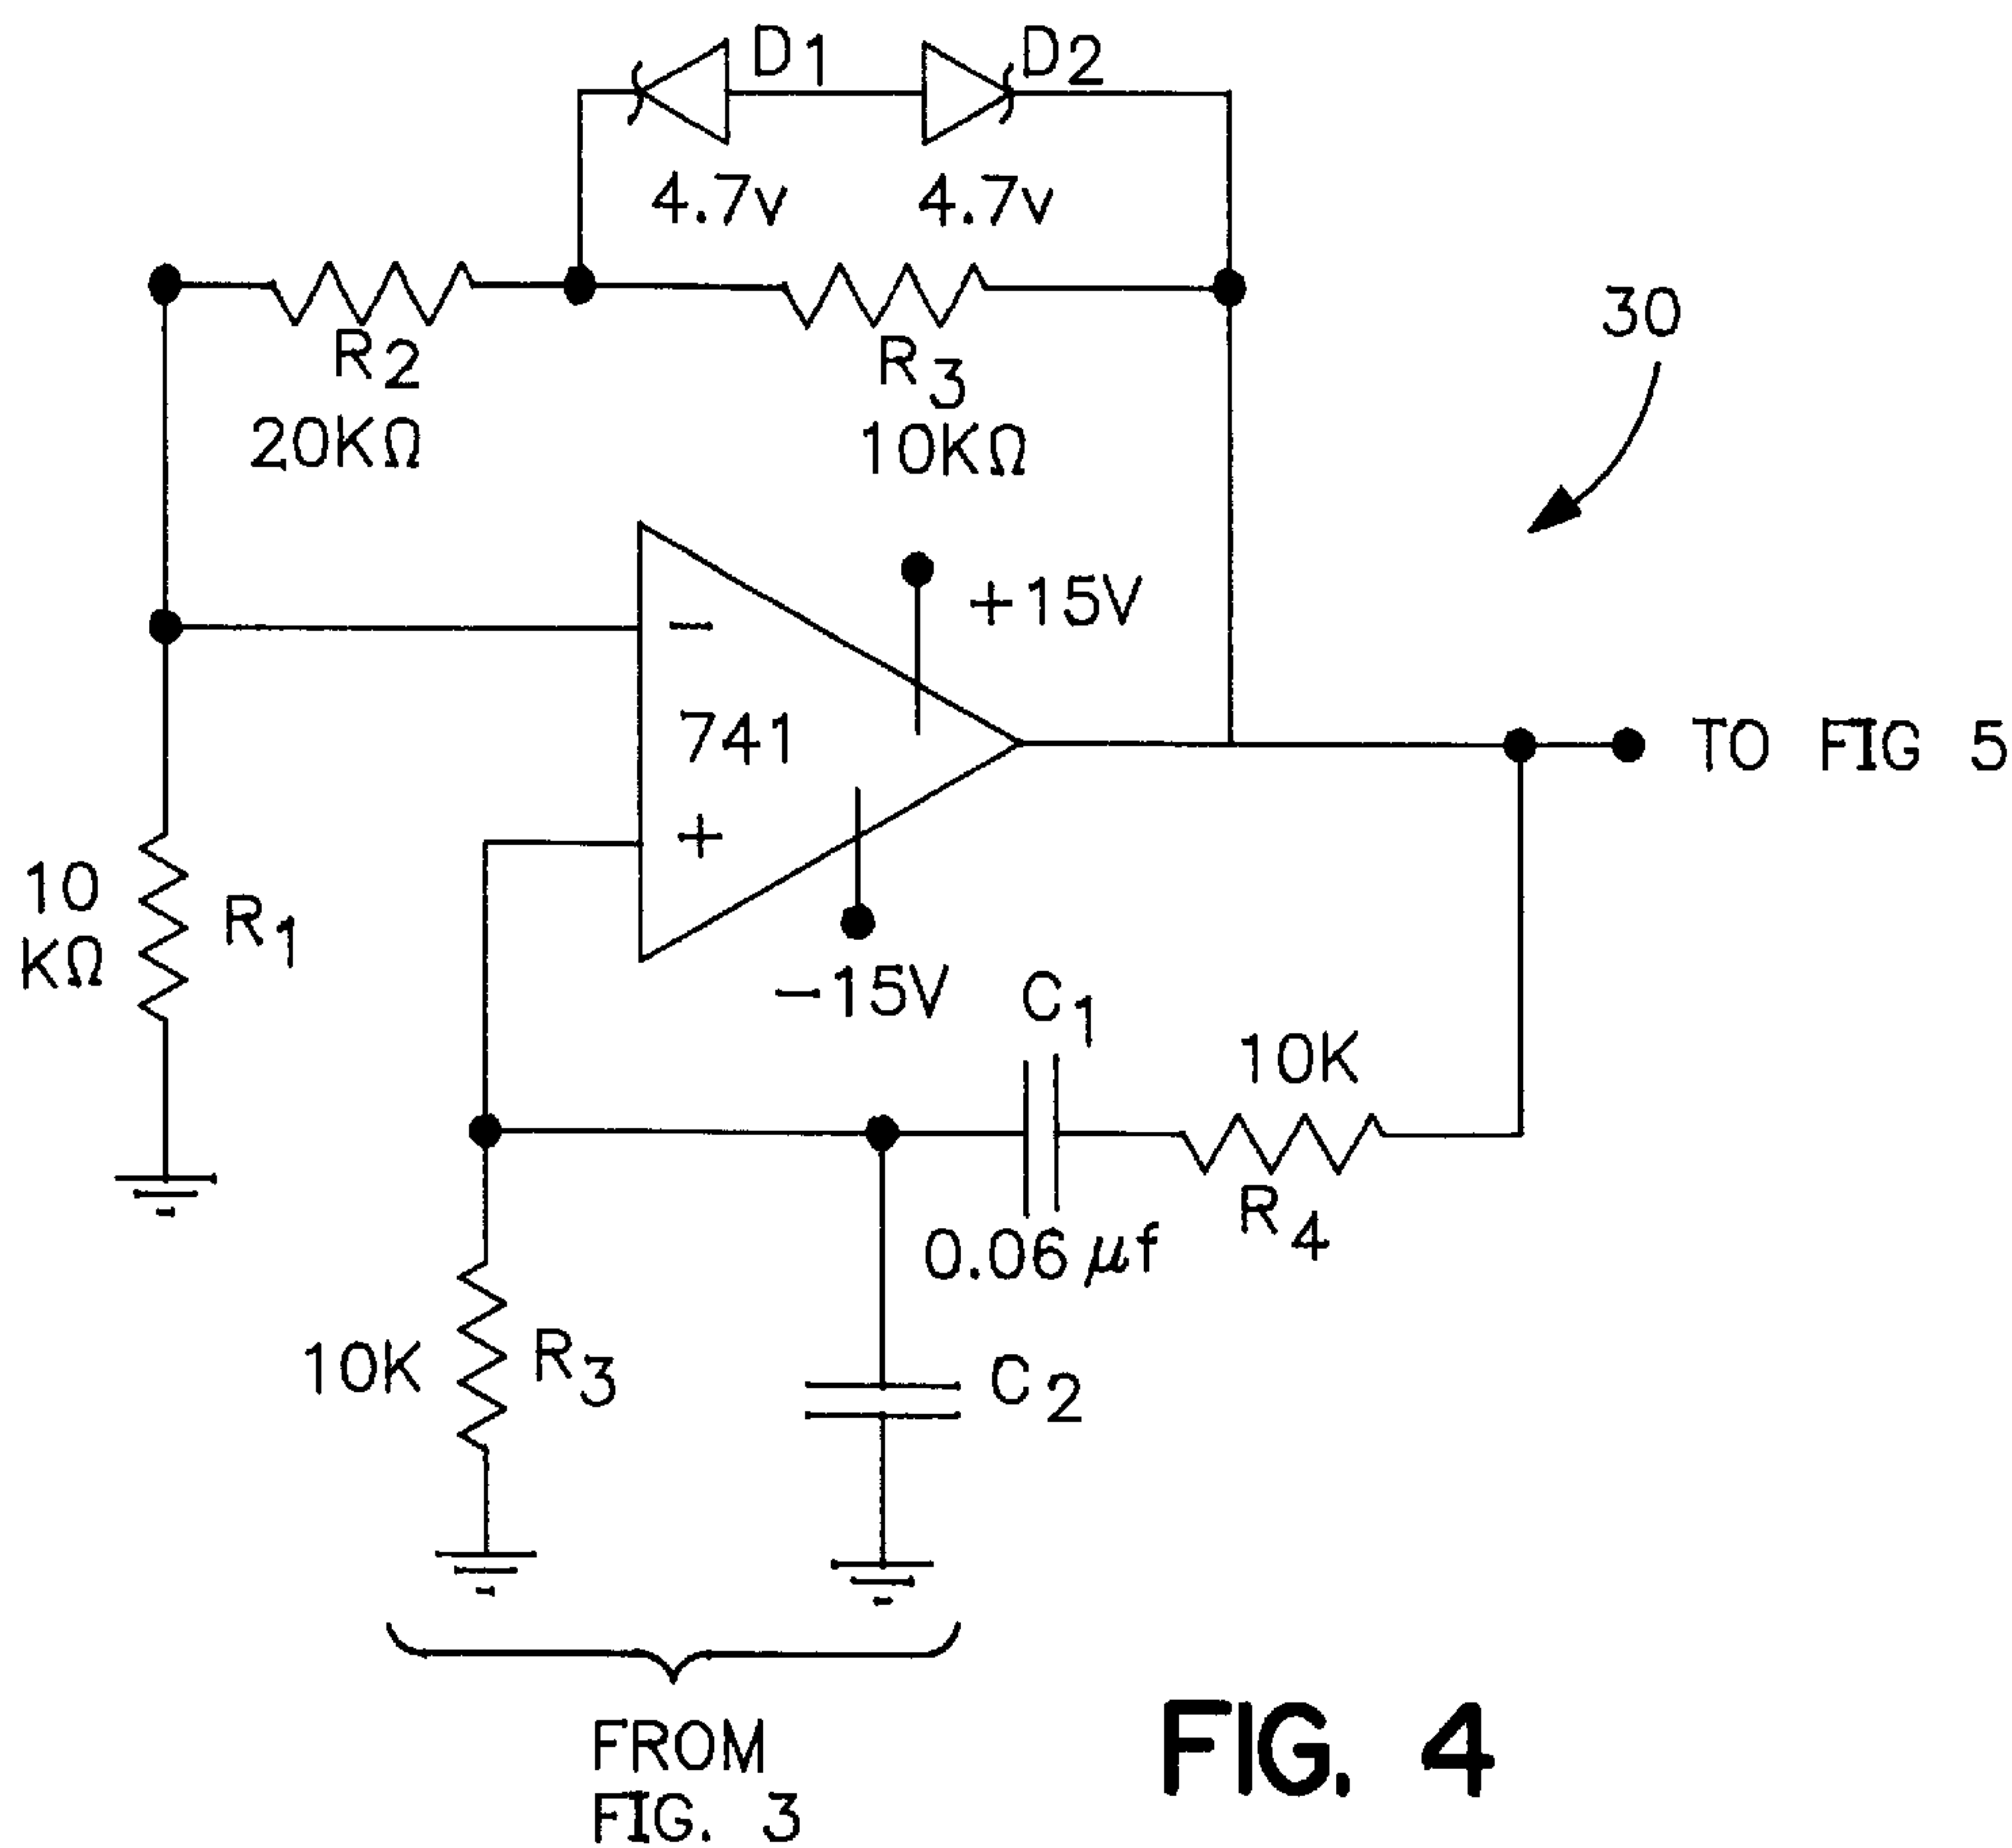 D1
D2
4.7v
4.7v
30
R2
R3
20KΩ
10KΩ
+15V
−
741
TO FIG 5
+
10
KΩ
R1
−15V
C1
10K
R4
0.06 μf
10K
R3
C2
FROM
FIG. 3
FIG. 4